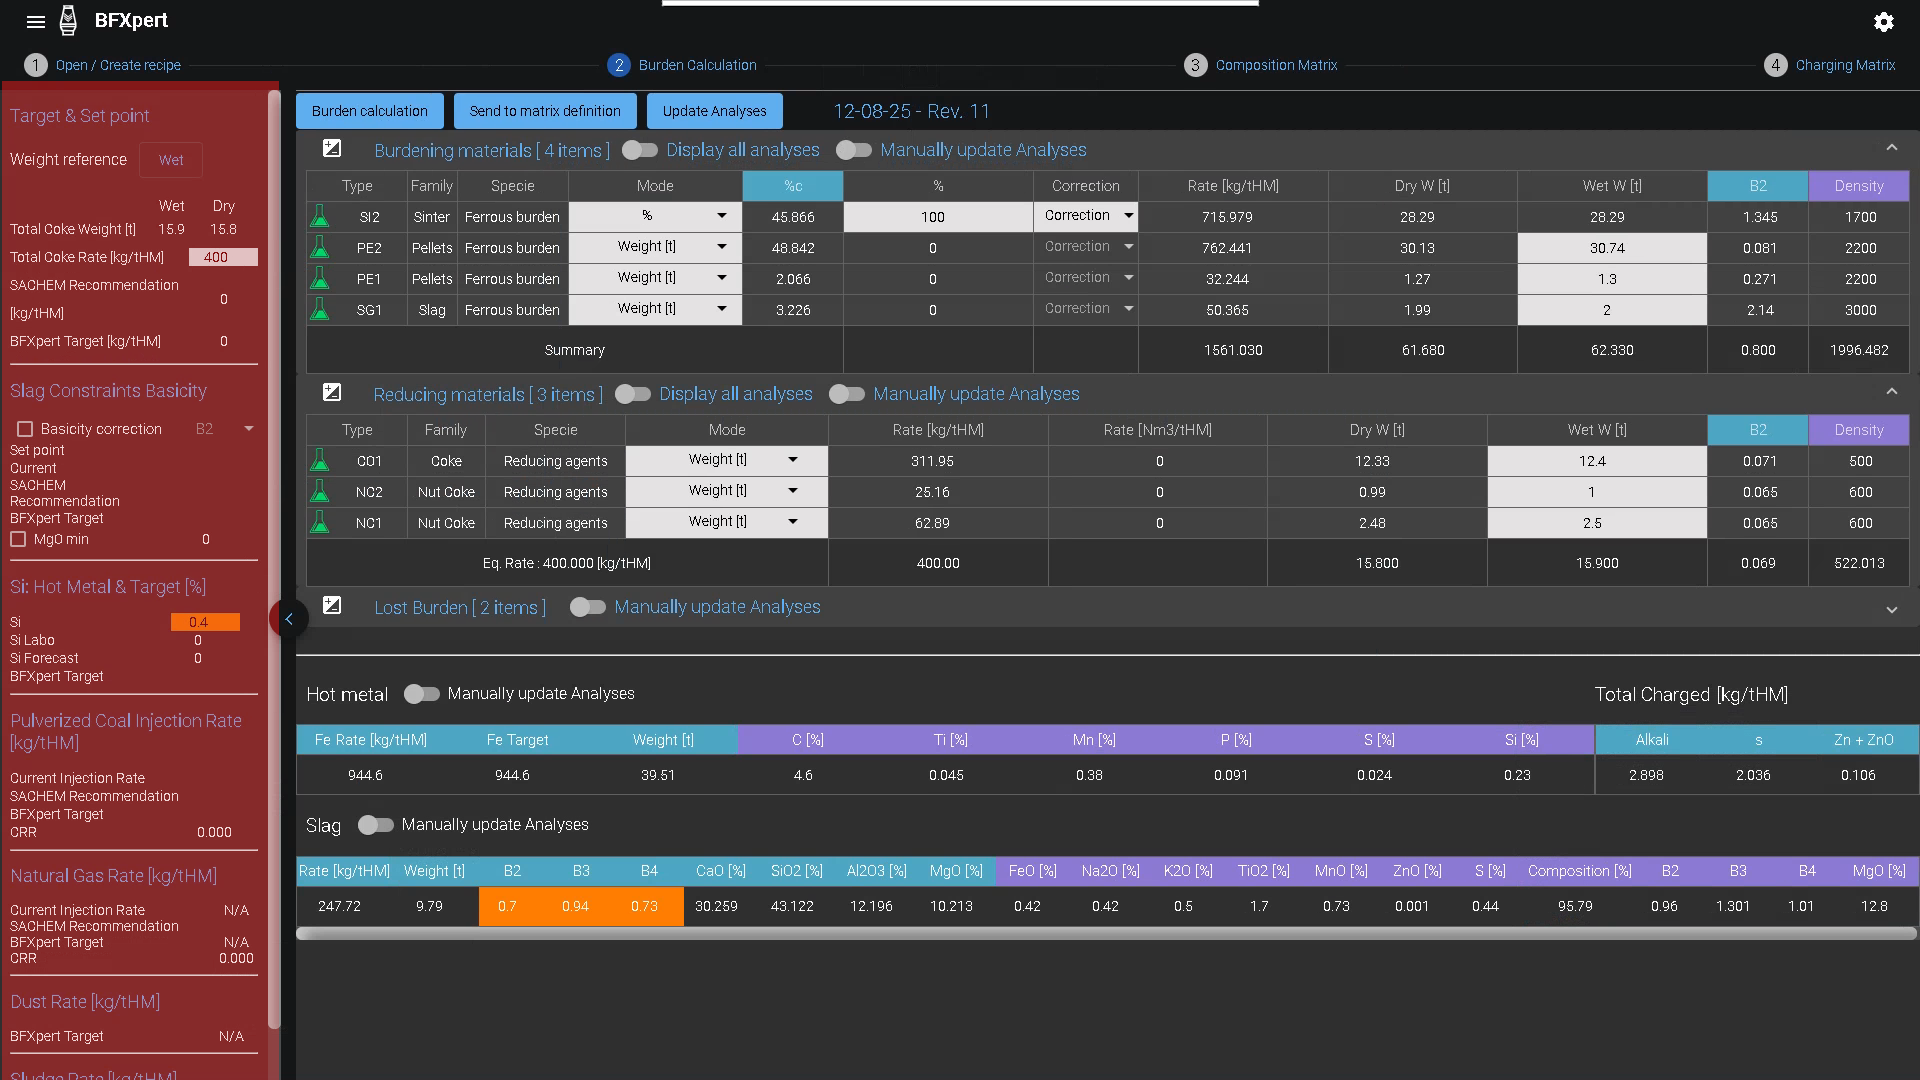 BFXpert
1 Open / Create recipe
2 Burden Calculation
3 Composition Matrix
4 Charging Matrix
Target & Set point
Weight reference Wet
Wet Dry
Total Coke Weight [t] 15.9 15.8
Total Coke Rate [kg/tHM] 400
SACHEM Recommendation
[kg/tHM] 0
BFXpert Target [kg/tHM] 0
Slag Constraints Basicity
Basicity correction B2
Set point
Current
SACHEM
Recommendation
BFXpert Target
MgO min 0
Si: Hot Metal & Target [%]
Si 0.4
Si Labo 0
Si Forecast 0
BFXpert Target
Pulverized Coal Injection Rate
[kg/tHM]
Current Injection Rate
SACHEM Recommendation
BFXpert Target
CRR 0.000
Natural Gas Rate [kg/tHM]
Current Injection Rate N/A
SACHEM Recommendation
BFXpert Target N/A
CRR 0.000
Dust Rate [kg/tHM]
BFXpert Target N/A
Sludge Rate [kg/tHM]
Burden calculation Send to matrix definition Update Analyses 12-08-25 - Rev. 11
Burdening materials [ 4 items ] Display all analyses Manually update Analyses
Type Family Specie Mode %c % Correction Rate [kg/tHM] Dry W [t] Wet W [t] B2 Density
SI2 Sinter Ferrous burden % 45.866 100 Correction 715.979 28.29 28.29 1.345 1700
PE2 Pellets Ferrous burden Weight [t] 48.842 0 Correction 762.441 30.13 30.74 0.081 2200
PE1 Pellets Ferrous burden Weight [t] 2.066 0 Correction 32.244 1.27 1.3 0.271 2200
SG1 Slag Ferrous burden Weight [t] 3.226 0 Correction 50.365 1.99 2 2.14 3000
Summary 1561.030 61.680 62.330 0.800 1996.482
Reducing materials [ 3 items ] Display all analyses Manually update Analyses
Type Family Specie Mode Rate [kg/tHM] Rate [Nm3/tHM] Dry W [t] Wet W [t] B2 Density
CO1 Coke Reducing agents Weight [t] 311.95 0 12.33 12.4 0.071 500
NC2 Nut Coke Reducing agents Weight [t] 25.16 0 0.99 1 0.065 600
NC1 Nut Coke Reducing agents Weight [t] 62.89 0 2.48 2.5 0.065 600
Eq. Rate : 400.000 [kg/tHM] 400.00 15.800 15.900 0.069 522.013
Lost Burden [ 2 items ] Manually update Analyses
Hot metal Manually update Analyses Total Charged [kg/tHM]
Fe Rate [kg/tHM] Fe Target Weight [t] C [%] Ti [%] Mn [%] P [%] S [%] Si [%] Alkali s Zn + ZnO
944.6 944.6 39.51 4.6 0.045 0.38 0.091 0.024 0.23 2.898 2.036 0.106
Slag Manually update Analyses
Rate [kg/tHM] Weight [t] B2 B3 B4 CaO [%] SiO2 [%] Al2O3 [%] MgO [%] FeO [%] Na2O [%] K2O [%] TiO2 [%] MnO [%] ZnO [%] S [%] Composition [%] B2 B3 B4 MgO [%]
247.72 9.79 0.7 0.94 0.73 30.259 43.122 12.196 10.213 0.42 0.42 0.5 1.7 0.73 0.001 0.44 95.79 0.96 1.301 1.01 12.8